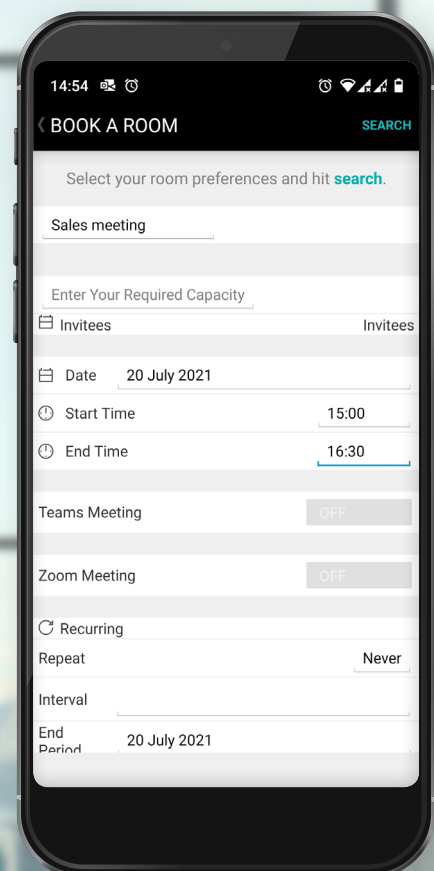 14:54
BOOK A ROOM SEARCH
Select your room preferences and hit search.
Sales meeting
Enter Your Required Capacity
Invitees Invitees
Date 20 July 2021
Start Time 15:00
End Time 16:30
Teams Meeting OFF
Zoom Meeting OFF
Recurring
Repeat Never
Interval
End
Period 20 July 2021